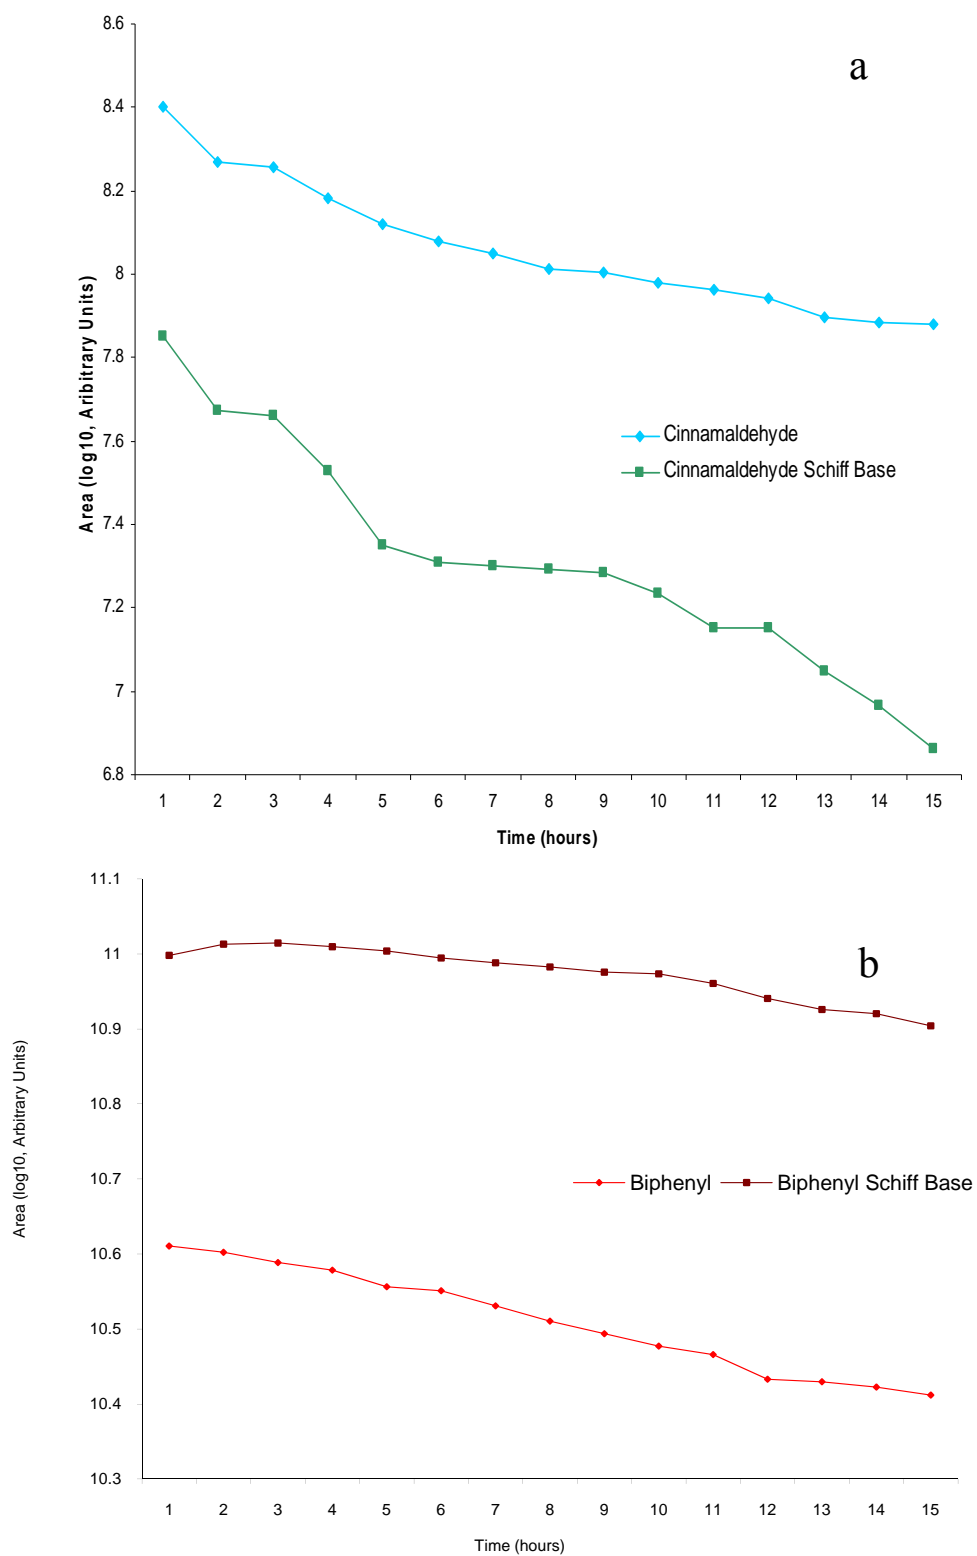 8.6
a
8.4
8.2
8
7.8
7.6
7.4
7.2
7
6.8
Area (log10, Aribitrary Units)
Cinnamaldehyde
Cinnamaldehyde Schiff Base
1 2 3 4 5 6 7 8 9 10 11 12 13 14 15
Time (hours)
11.1
11
b
10.9
10.8
10.7
10.6
10.5
10.4
10.3
Area (log10, Arbitrary Units)
Biphenyl Biphenyl Schiff Base
1 2 3 4 5 6 7 8 9 10 11 12 13 14 15
Time (hours)